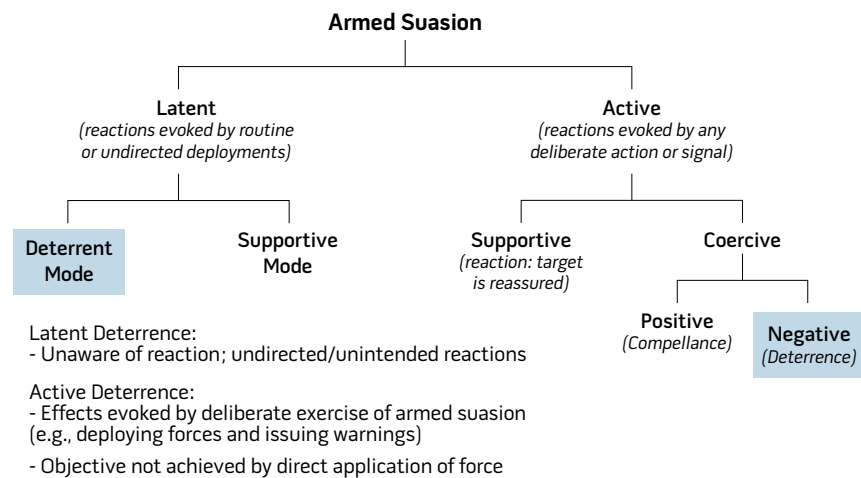 Armed Suasion
Latent
(reactions evoked by routine
or undirected deployments)
Active
(reactions evoked by any
deliberate action or signal)
Deterrent
Mode
Supportive
Mode
Supportive
(reaction: target
is reassured)
Coercive
Positive
(Compellance)
Negative
(Deterrence)
Latent Deterrence:
- Unaware of reaction; undirected/unintended reactions
Active Deterrence:
- Effects evoked by deliberate exercise of armed suasion
(e.g., deploying forces and issuing warnings)
- Objective not achieved by direct application of force